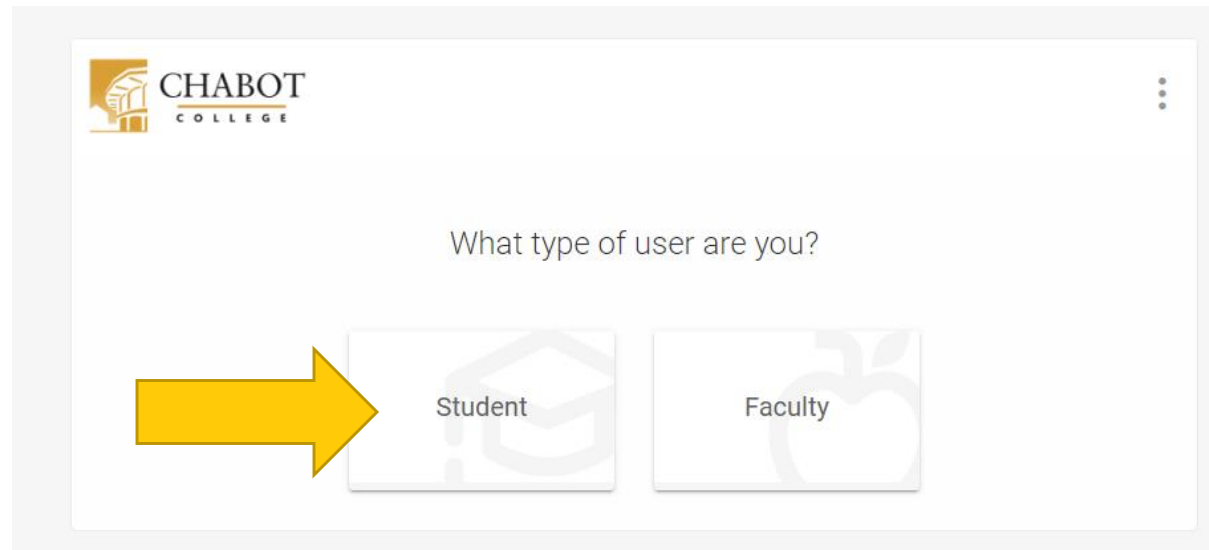 CHABOT
COLLEGE
What type of user are you?
Student
Faculty